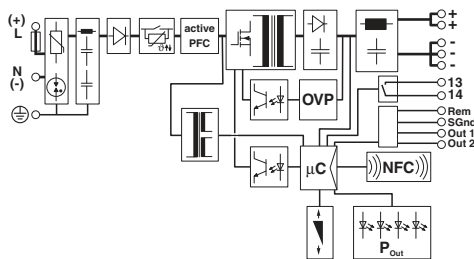 (+)
L
N
(-)
ϑ
active
PFC
+
+
-
-
-
OVP
13
14
Rem
SGnd
Out 1
Out 2
µC
NFC
P Out